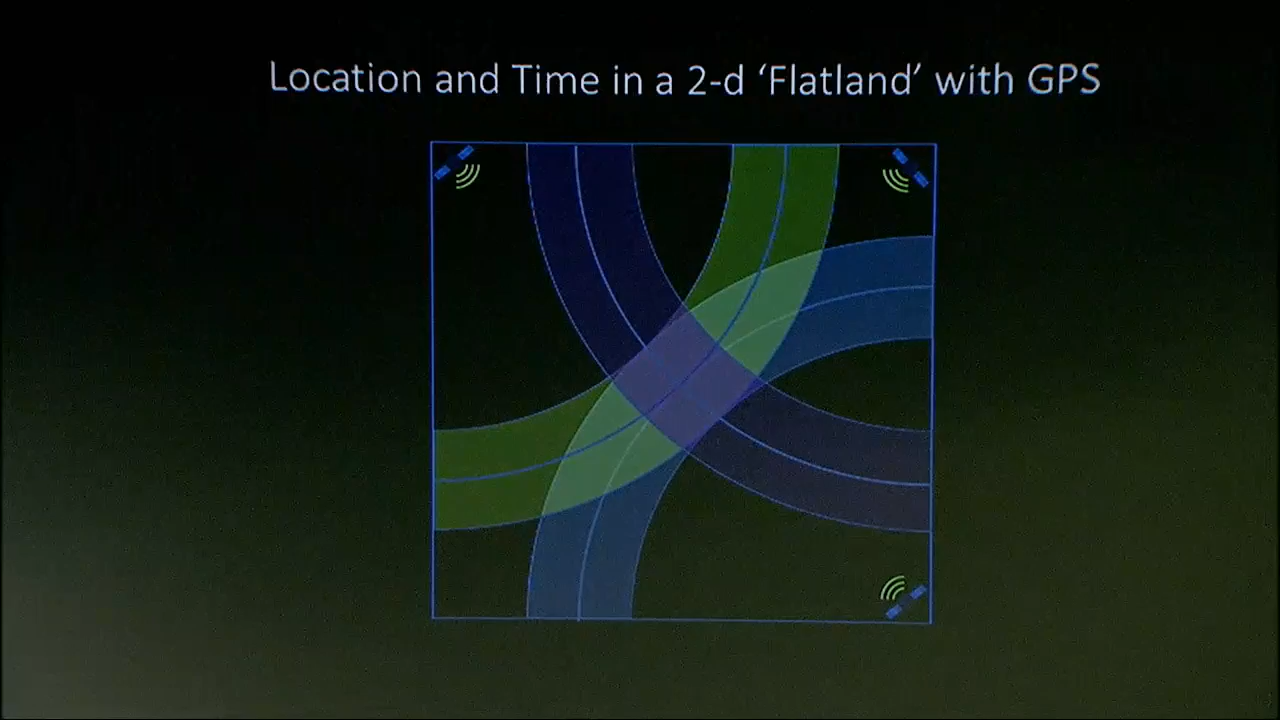 Location and Time in a 2-d ‘Flatland’ with GPS